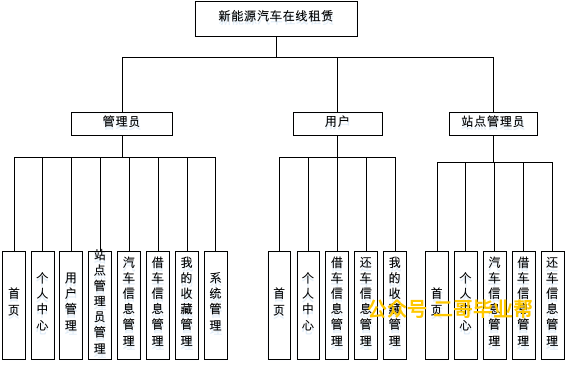 新能源汽车在线租赁
管理员
用户
站点管理员
首页
个人中心
用户管理
站点管理员管理
汽车信息管理
借车信息管理
我的收藏管理
系统管理
首页
个人中心
借车信息管理
还车信息管理
我的收藏管理
首页
个人中心
汽车信息管理
借车信息管理
还车信息管理
公众号 二哥毕业帮